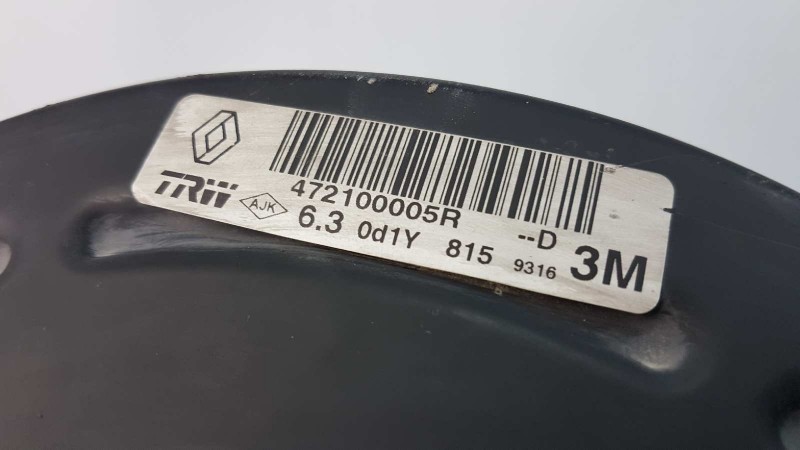 472100005R --D
TRW AJK 6.3 0d1Y 815 9316 3M